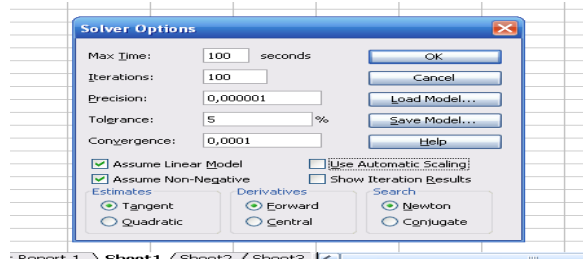 Solver Options
Max Time: 100 seconds OK
Iterations: 100 Cancel
Precision: 0,000001 Load Model...
Tolerance: 5 % Save Model...
Convergence: 0,0001 Help
Assume Linear Model Use Automatic Scaling
Assume Non-Negative Show Iteration Results
Estimates Derivatives Search
Tangent Forward Newton
Quadratic Central Conjugate
Report 1 Sheet1 Sheet2 Sheet3